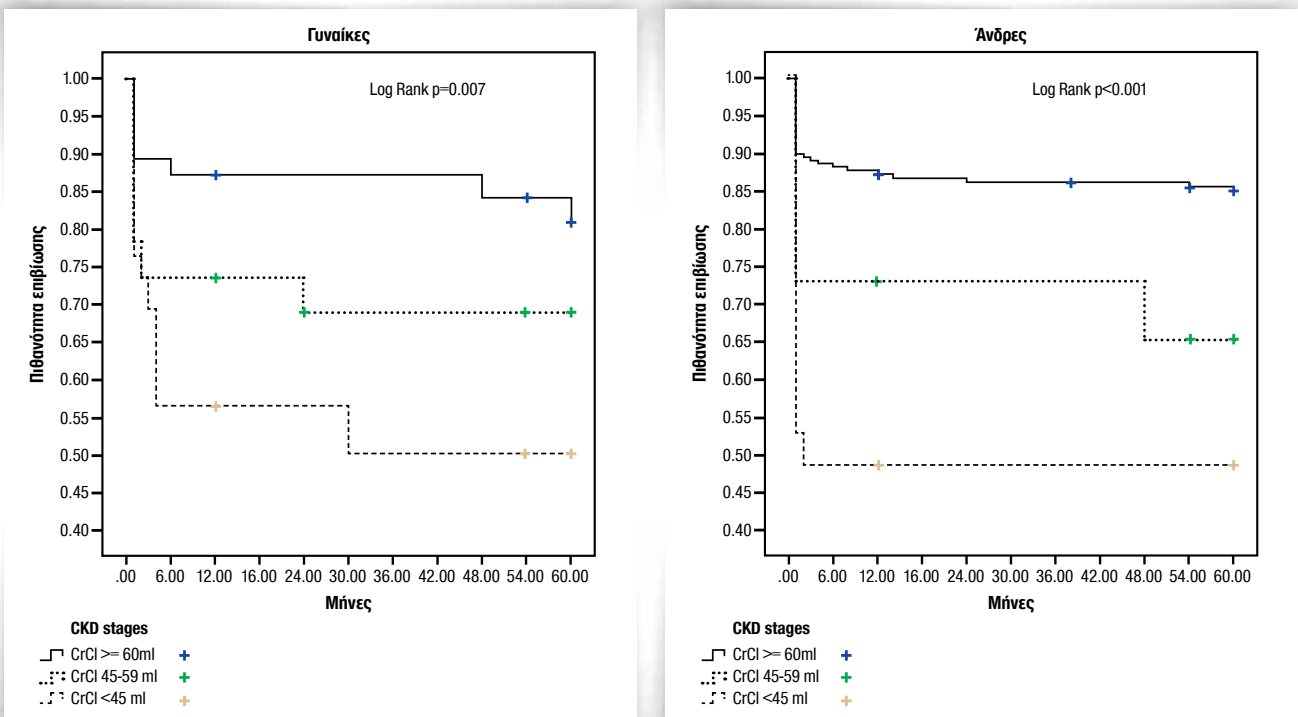 Γυναίκες
Log Rank p=0.007
Πιθανότητα επιβίωσης
1.00
0.95
0.90
0.85
0.80
0.75
0.70
0.65
0.60
0.55
0.50
0.45
0.40
.00 6.00 12.00 16.00 24.00 30.00 36.00 42.00 48.00 54.00 60.00
Μήνες
CKD stages
CrCl >= 60ml
CrCl 45-59 ml
CrCl <45 ml
Άνδρες
Log Rank p<0.001
Πιθανότητα επιβίωσης
1.00
0.95
0.90
0.85
0.80
0.75
0.70
0.65
0.60
0.55
0.50
0.45
0.40
.00 6.00 12.00 16.00 24.00 30.00 36.00 42.00 48.00 54.00 60.00
Μήνες
CKD stages
CrCl >= 60ml
CrCl 45-59 ml
CrCl <45 ml